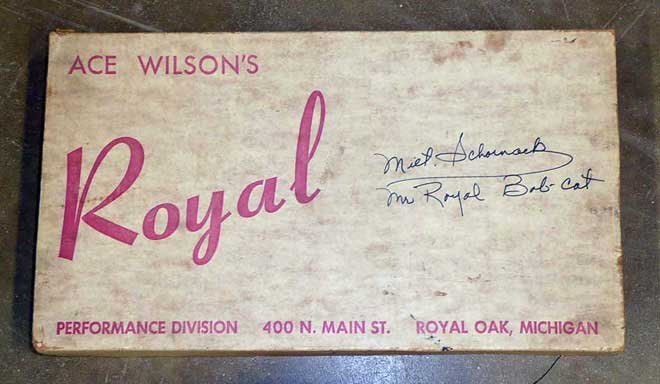 ACE WILSON'S
Royal
Milt. Schornack
Mr Royal Bob-cat
PERFORMANCE DIVISION 400 N. MAIN ST. ROYAL OAK, MICHIGAN